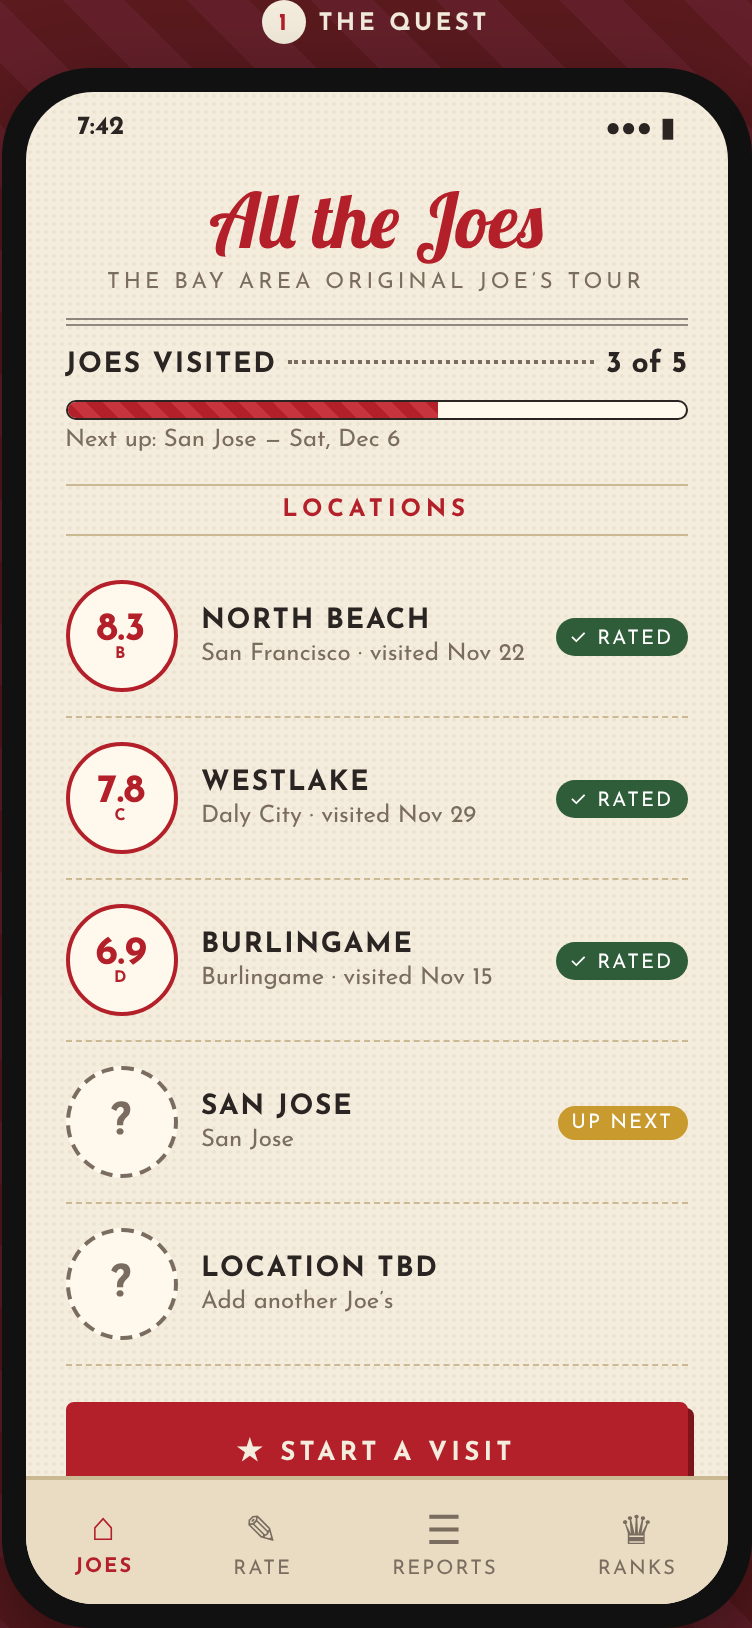 1 THE QUEST
7:42
All the Joes
THE BAY AREA ORIGINAL JOE'S TOUR
JOES VISITED 3 of 5
Next up: San Jose – Sat, Dec 6
LOCATIONS
8.3
B
NORTH BEACH
San Francisco · visited Nov 22
✓ RATED
7.8
C
WESTLAKE
Daly City · visited Nov 29
✓ RATED
6.9
D
BURLINGAME
Burlingame · visited Nov 15
✓ RATED
?
SAN JOSE
San Jose
UP NEXT
?
LOCATION TBD
Add another Joe's
★ START A VISIT
JOES RATE REPORTS RANKS